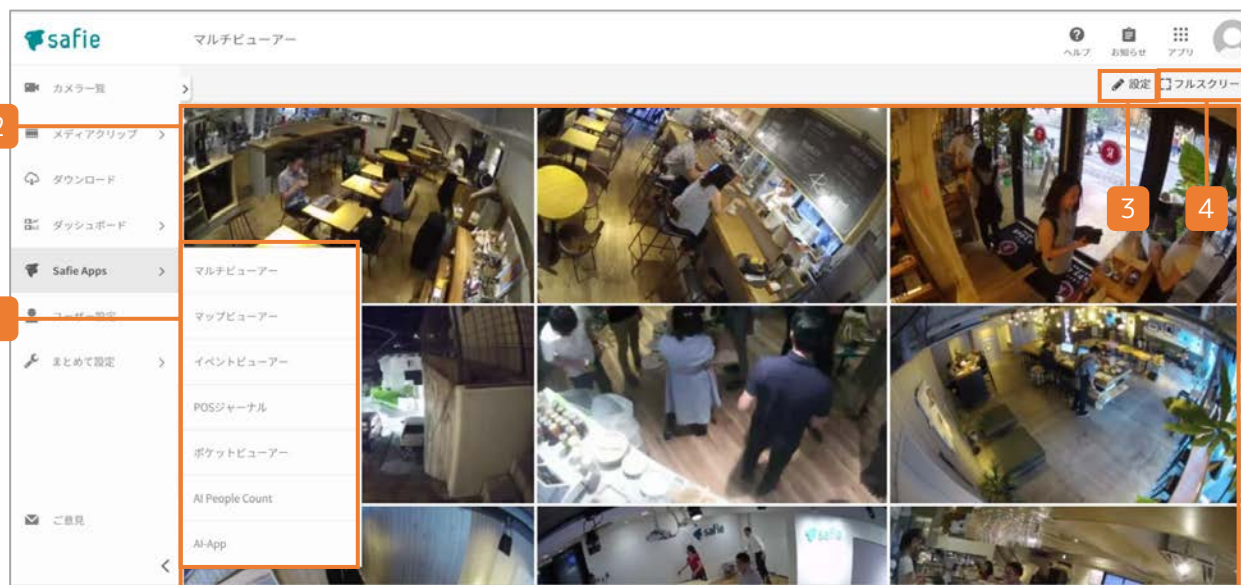 safie
マルチビューアー
ヘルプ
お知らせ
アプリ
カメラ一覧
設定
フルスクリー
2
メディアクリップ
ダウンロード
ダッシュボード
3
4
Safie Apps
マルチビューアー
マップビューアー
ユーザー設定
イベントビューアー
まとめて設定
POSジャーナル
ポケットビューアー
AI People Count
ご意見
AI-App
safie
safie